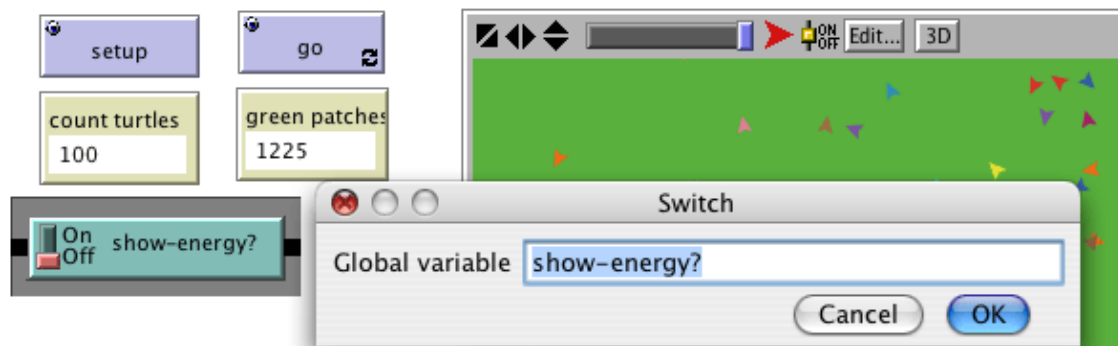 setup
go
ON
OFF
Edit...
3D
count turtles
100
green patches
1225
On
Off
show-energy?
Switch
Global variable
show-energy?
Cancel
OK